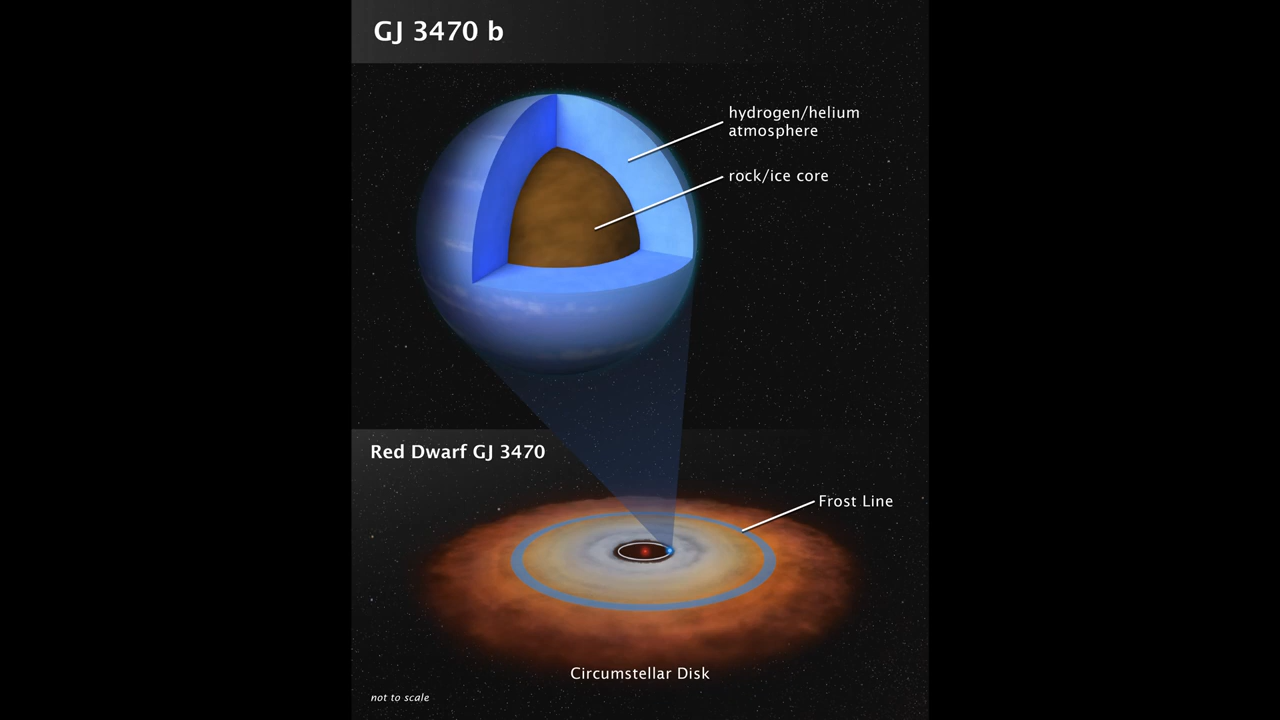 GJ 3470 b
hydrogen/helium
atmosphere
rock/ice core
Red Dwarf GJ 3470
Frost Line
Circumstellar Disk
not to scale